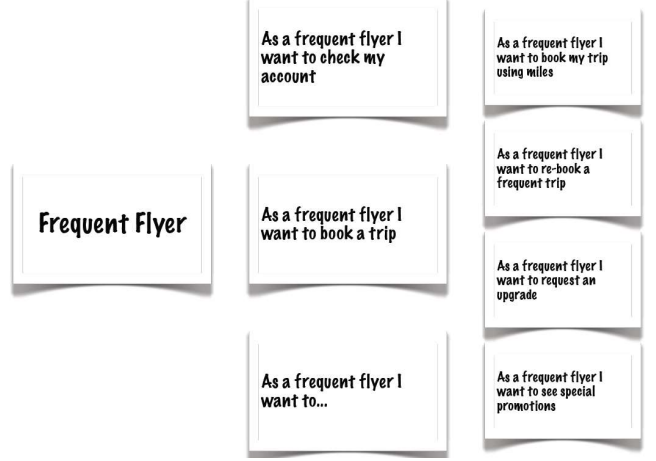 Frequent Flyer
As a frequent flyer I
want to check my
account
As a frequent flyer I
want to book a trip
As a frequent flyer I
want to...
As a frequent flyer I
want to book my trip
using miles
As a frequent flyer I
want to re-book a
frequent trip
As a frequent flyer I
want to request an
upgrade
As a frequent flyer I
want to see special
promotions